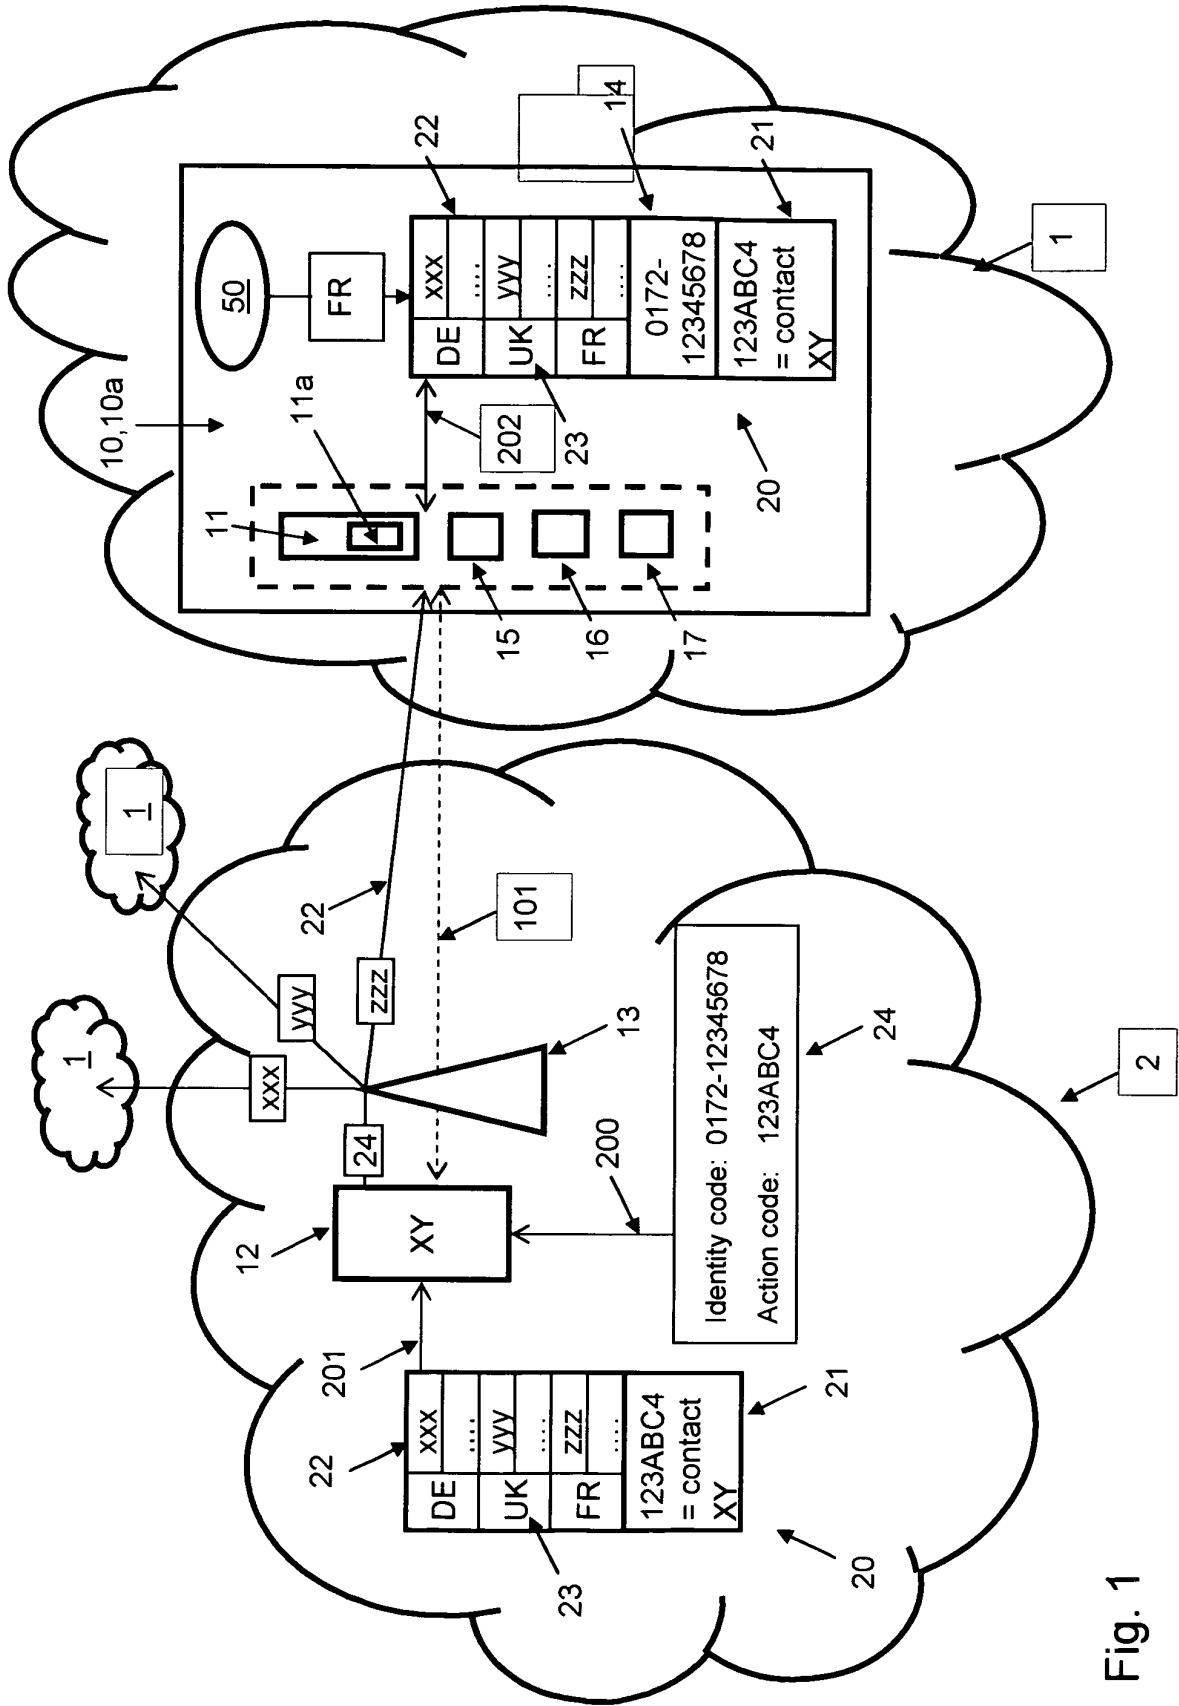 22
DE
xxx
....
UK
yyy
....
FR
zzz
....
123ABC4
= contact
XY
23
20
21
201
12
XY
24
200
Identity code: 0172-12345678
Action code: 123ABC4
24
13
xxx
yyy
zzz
1
1
22
101
2
10,10a
11
11a
15
16
17
50
FR
202
23
DE
xxx
....
UK
yyy
....
FR
zzz
....
0172-
12345678
123ABC4
= contact
XY
22
14
21
20
1
Fig. 1